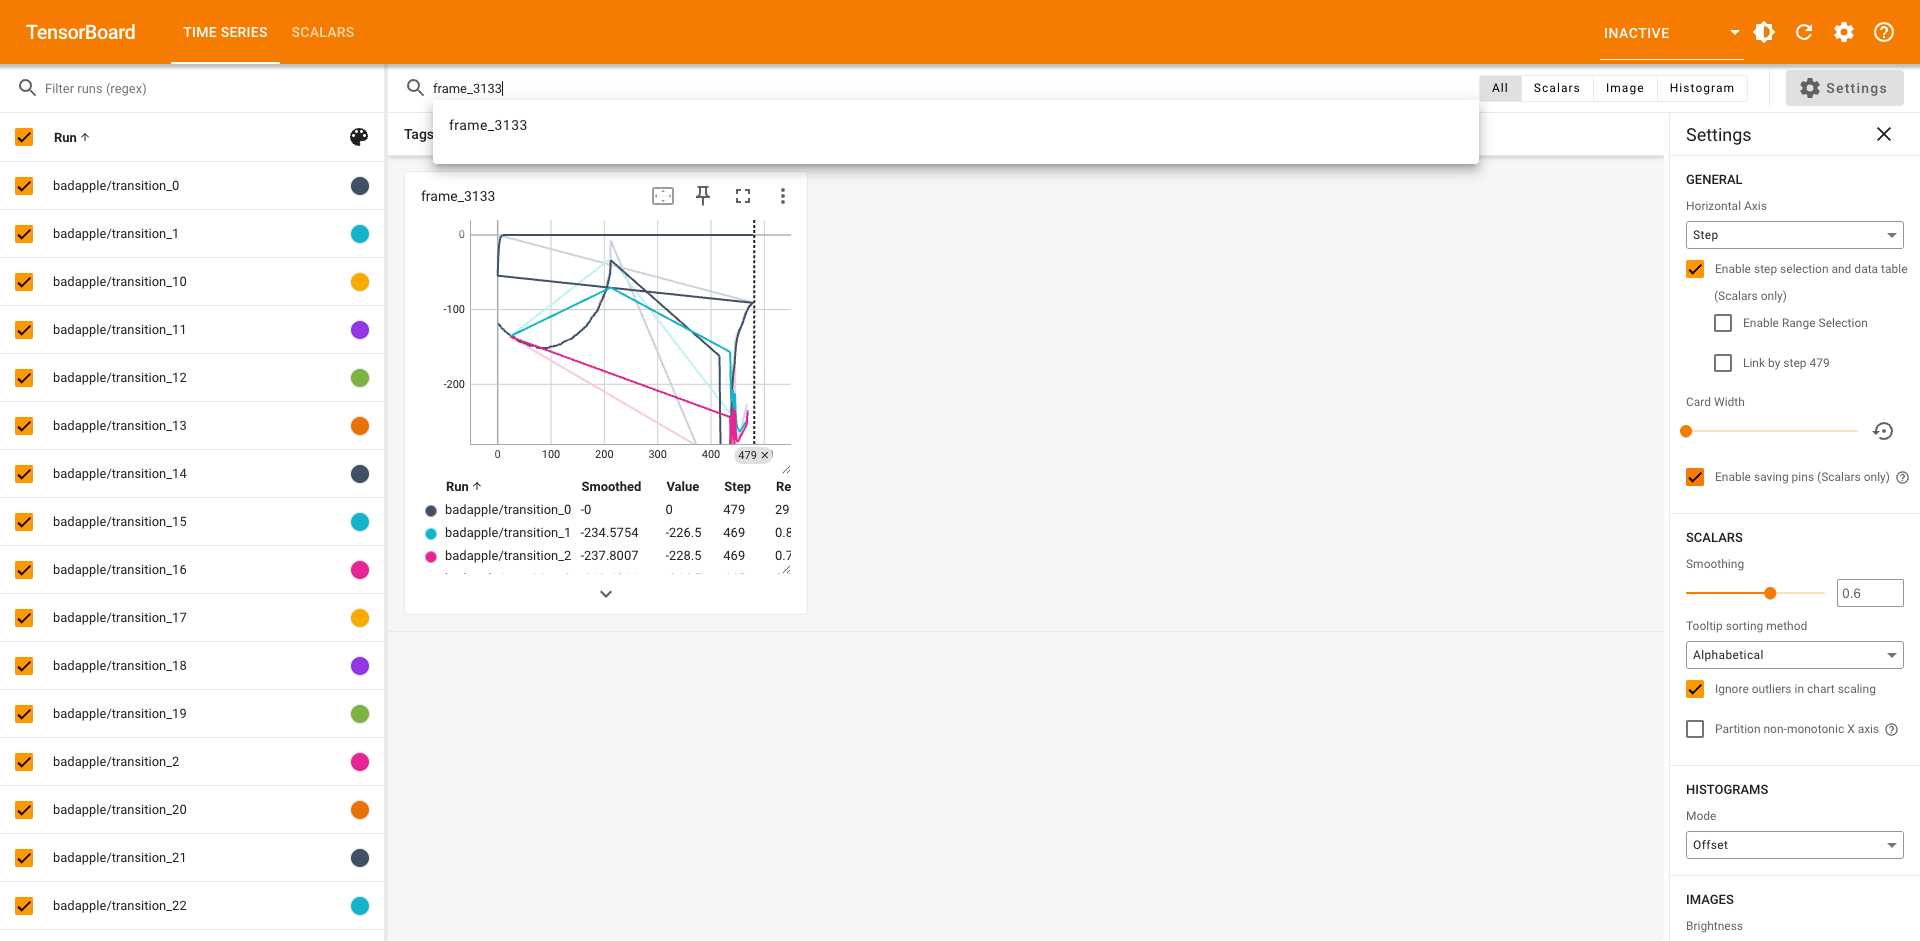 TensorBoard
TIME SERIES
SCALARS
INACTIVE
Filter runs (regex)
Run
badapple/transition_0
badapple/transition_1
badapple/transition_10
badapple/transition_11
badapple/transition_12
badapple/transition_13
badapple/transition_14
badapple/transition_15
badapple/transition_16
badapple/transition_17
badapple/transition_18
badapple/transition_19
badapple/transition_2
badapple/transition_20
badapple/transition_21
badapple/transition_22
frame_3133
All Scalars Image Histogram
Settings
Tags
frame_3133
frame_3133
0
-100
-200
0 100 200 300 400 479
Run Smoothed Value Step Re
badapple/transition_0 -0 0 479 29.
badapple/transition_1 -234.5754 -226.5 469 0.8
badapple/transition_2 -237.8007 -228.5 469 0.7
Settings
GENERAL
Horizontal Axis
Step
Enable step selection and data table
(Scalars only)
Enable Range Selection
Link by step 479
Card Width
Enable saving pins (Scalars only)
SCALARS
Smoothing
0.6
Tooltip sorting method
Alphabetical
Ignore outliers in chart scaling
Partition non-monotonic X axis
HISTOGRAMS
Mode
Offset
IMAGES
Brightness